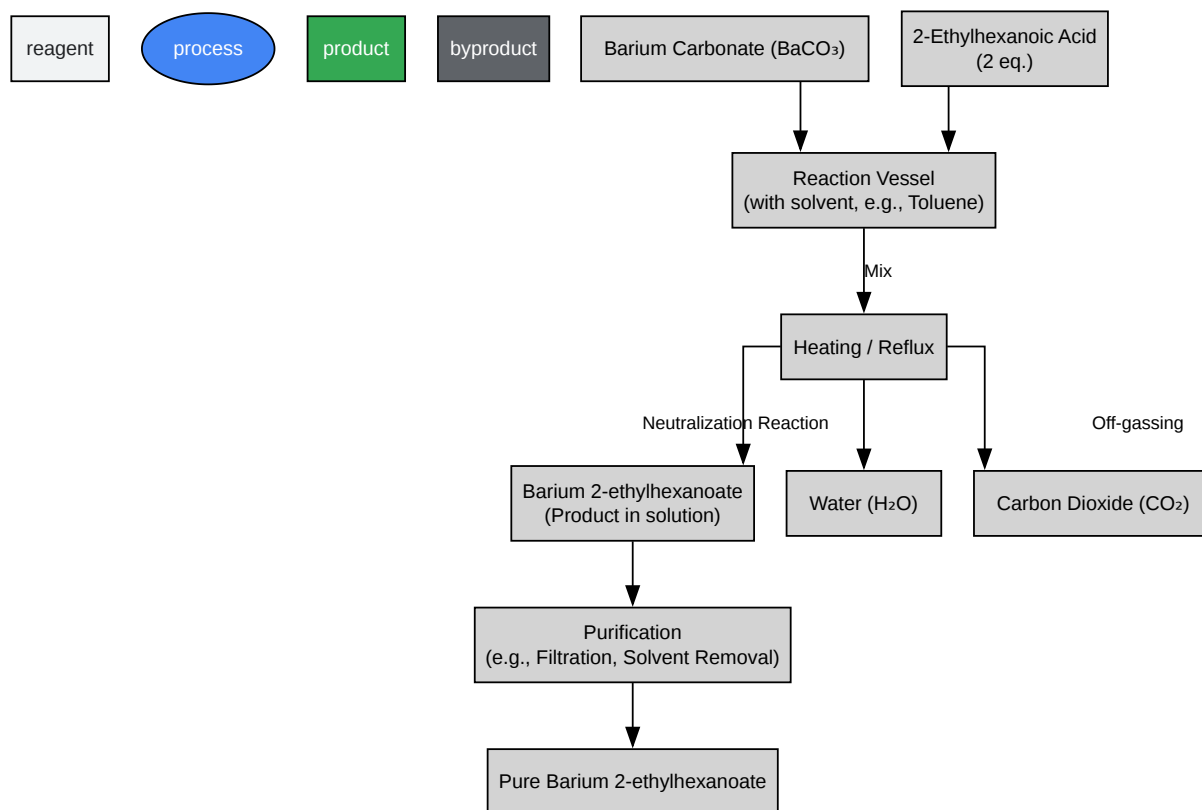 reagent
process
product
byproduct
Barium Carbonate (BaCO₃)
2-Ethylhexanoic Acid
(2 eq.)
Reaction Vessel
(with solvent, e.g., Toluene)
Mix
Heating / Reflux
Neutralization Reaction
Off-gassing
Barium 2-ethylhexanoate
(Product in solution)
Water (H₂O)
Carbon Dioxide (CO₂)
Purification
(e.g., Filtration, Solvent Removal)
Pure Barium 2-ethylhexanoate